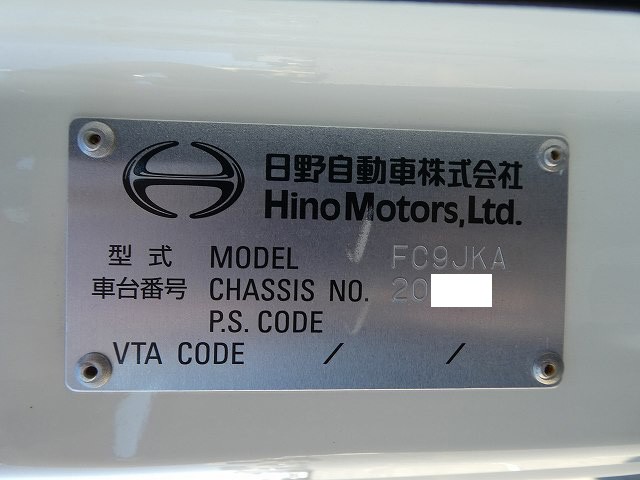 日野自動車株式会社
Hino Motors, Ltd.
型式 MODEL FC9JKA
車台番号 CHASSIS NO. 20
P.S. CODE
VTA CODE / /